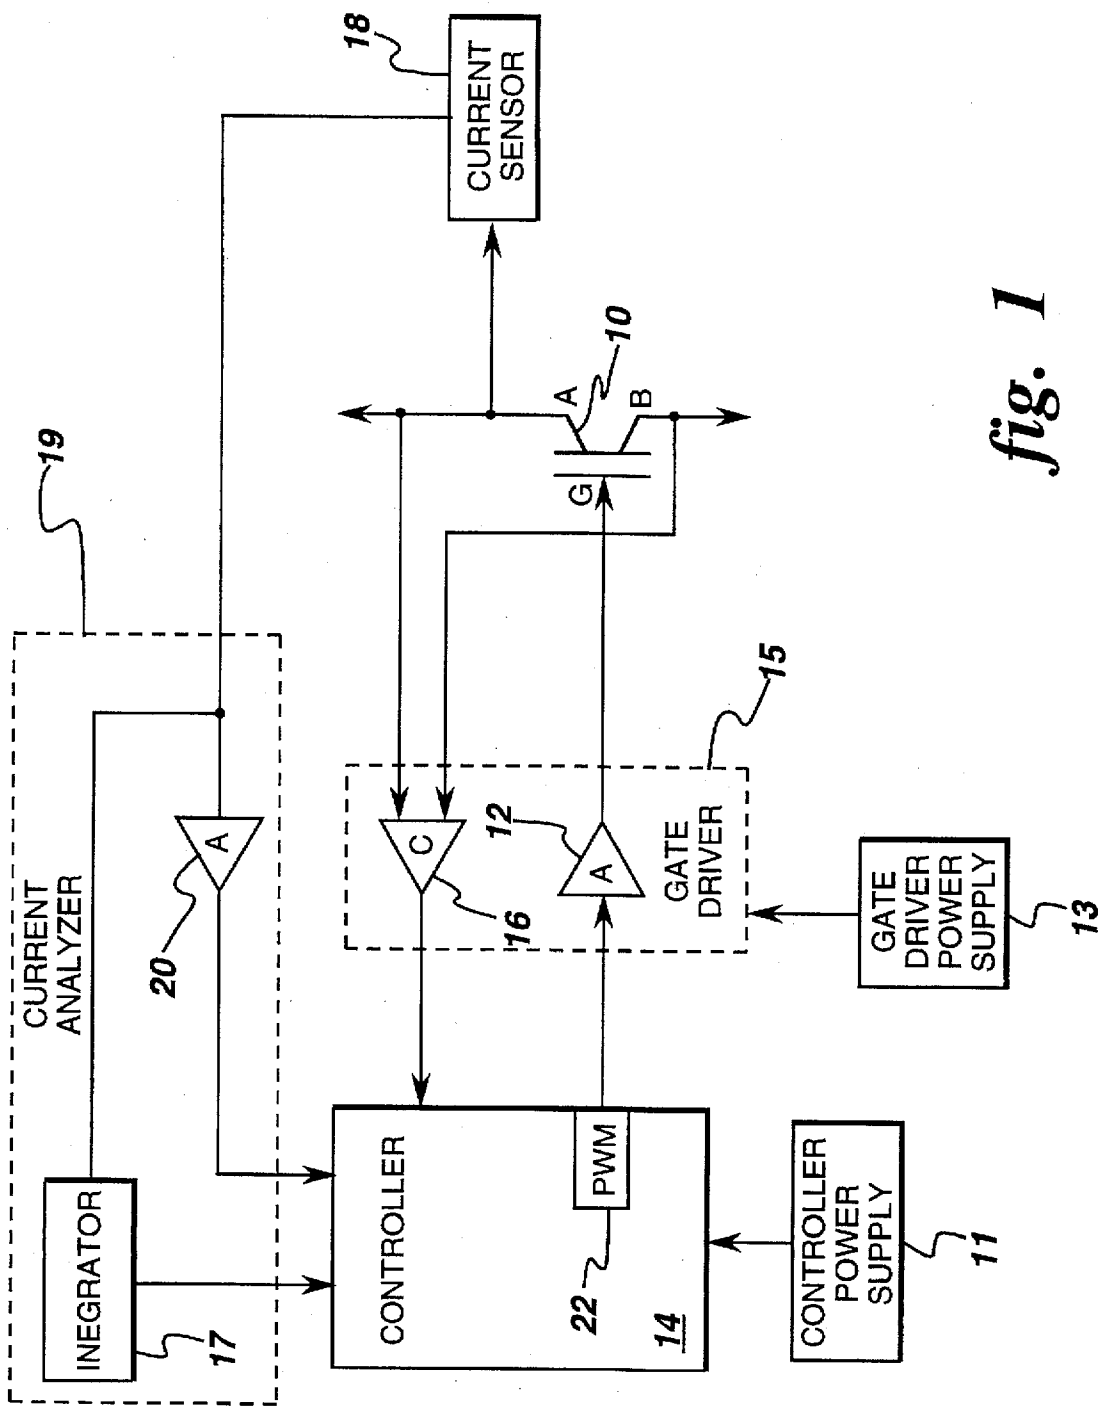 CURRENT
ANALYZER
19
INEGRATOR
17
20
A
18
CURRENT
SENSOR
CONTROLLER
PWM
22
14
C
16
12
A
GATE
DRIVER
15
G
A
B
10
CONTROLLER
POWER
SUPPLY
11
GATE
DRIVER
POWER
SUPPLY
13
fig. 1